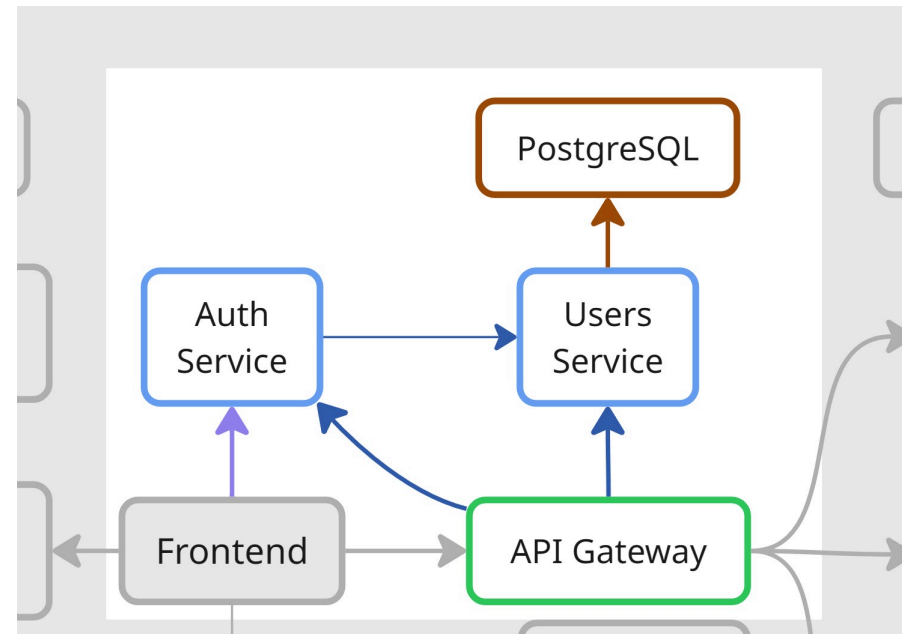 PostgreSQL
Auth
Service
Users
Service
Frontend
API Gateway